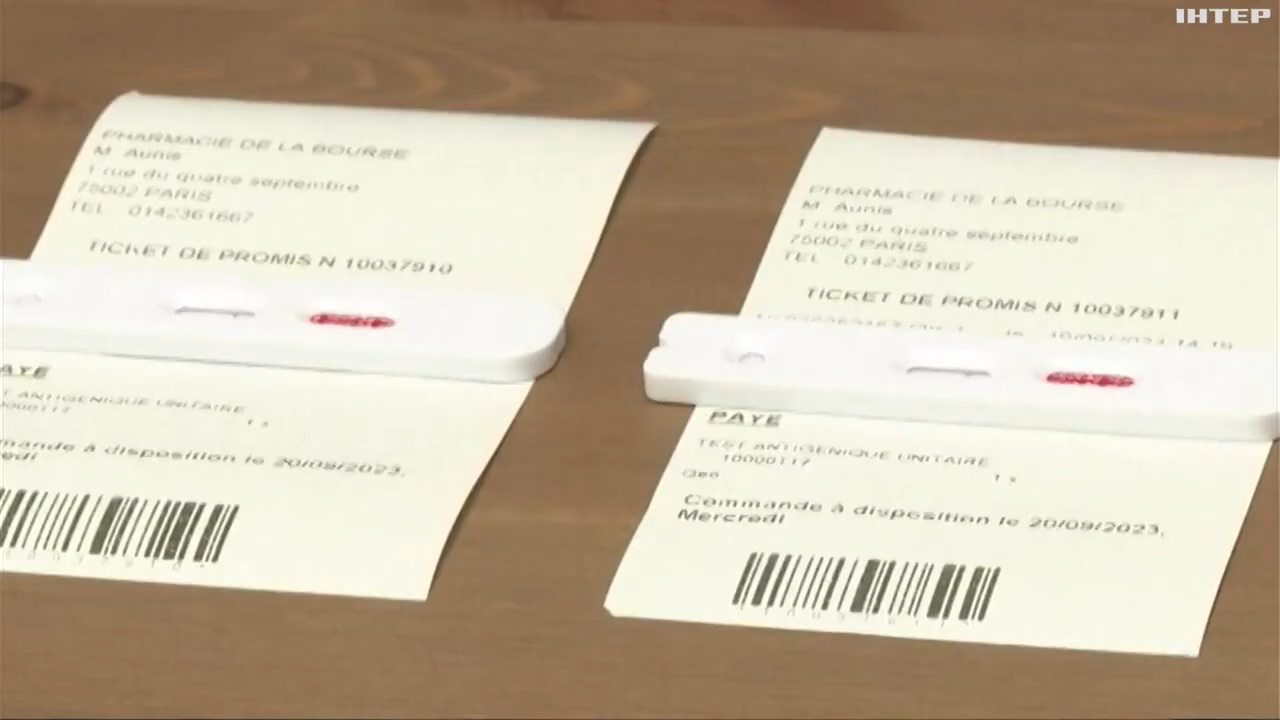 ІНТЕР
PHARMACIE DE LA BOURSE
M Aunis
1 rue du quatre septembre
75002 PARIS
TEL 0142361667
TICKET DE PROMIS N 10037910
PAYE
T ANTIGENIQUE UNITAIRE
0000117
1 x
mande à disposition le 20/09/2023.
edi
PHARMACIE DE LA BOURSE
M Aunis
1 rue du quatre septembre
75002 PARIS
TEL 0142361667
TICKET DE PROMIS N 10037911
PAYE
TEST ANTIGENIQUE UNITAIRE
10000117
1 x
Commande à disposition le 20/09/2023.
Mercredi